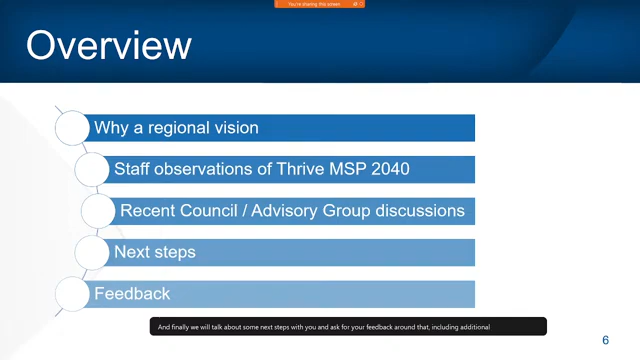 You're sharing this screen
Overview
Why a regional vision
Staff observations of Thrive MSP 2040
Recent Council / Advisory Group discussions
Next steps
Feedback
And finally we will talk about some next steps with you and ask for your feedback around that, including additional
6